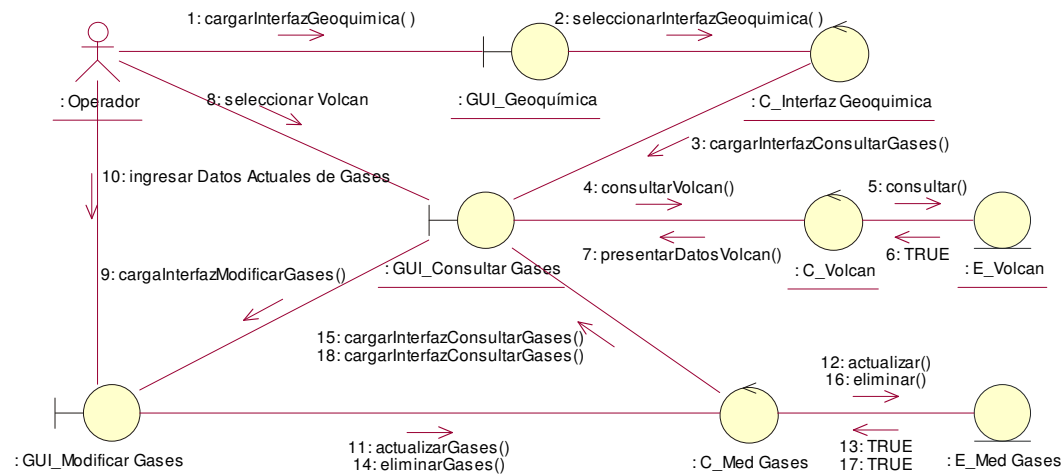 1: cargarInterfazGeoquimica( )
2: seleccionarInterfazGeoquimica()
: Operador
: GUI_Geoquímica
: C_Interfaz Geoquimica
8: seleccionar Volcan
3: cargarInterfazConsultarGases()
10: ingresar Datos Actuales de Gases
4: consultarVolcan()
5: consultar()
7: presentarDatosVolcan()
6: TRUE
: GUI_Consultar Gases
: C_Volcan
: E_Volcan
9: cargaInterfazModificarGases()
15: cargarInterfazConsultarGases()
18: cargarInterfazConsultarGases()
12: actualizar()
16: eliminar()
11: actualizarGases()
14: eliminarGases()
13: TRUE
17: TRUE
: GUI_Modificar Gases
: C_Med Gases
: E_Med Gases